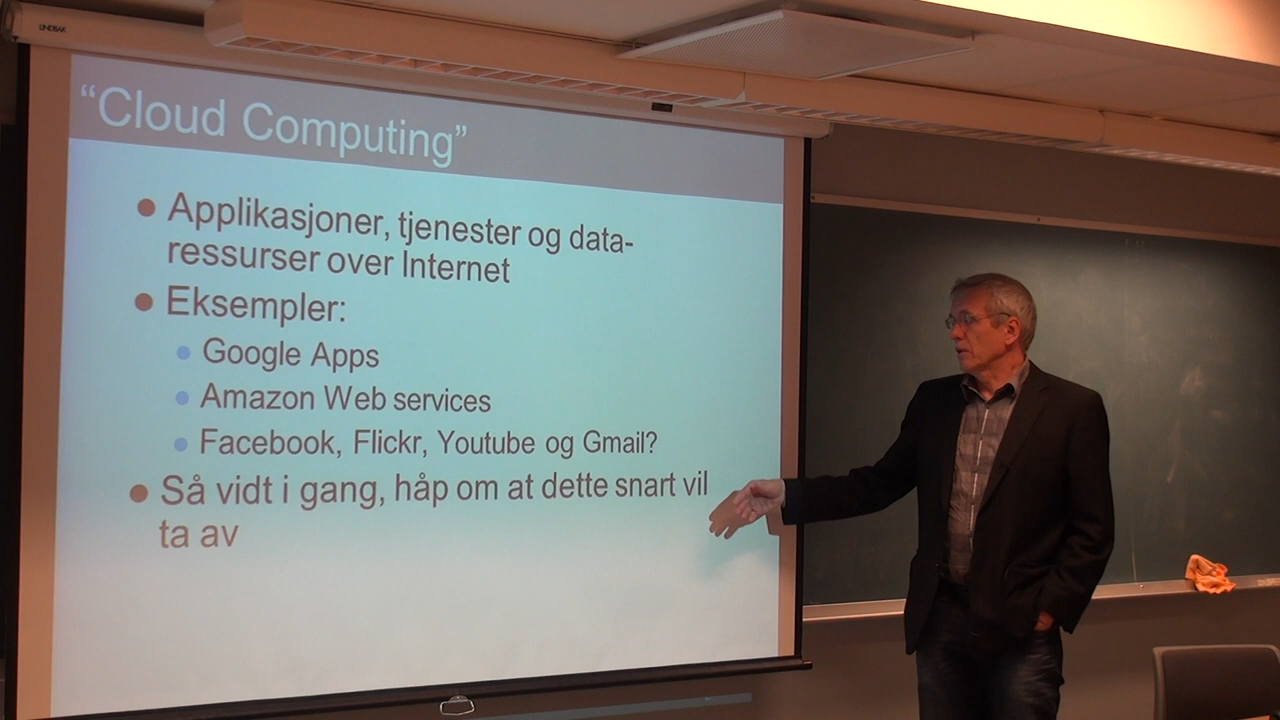 LINDBAK
“Cloud Computing”
Applikasjoner, tjenester og data-
ressurser over Internet
Eksempler:
Google Apps
Amazon Web services
Facebook, Flickr, Youtube og Gmail?
Så vidt i gang, håp om at dette snart vil
ta av